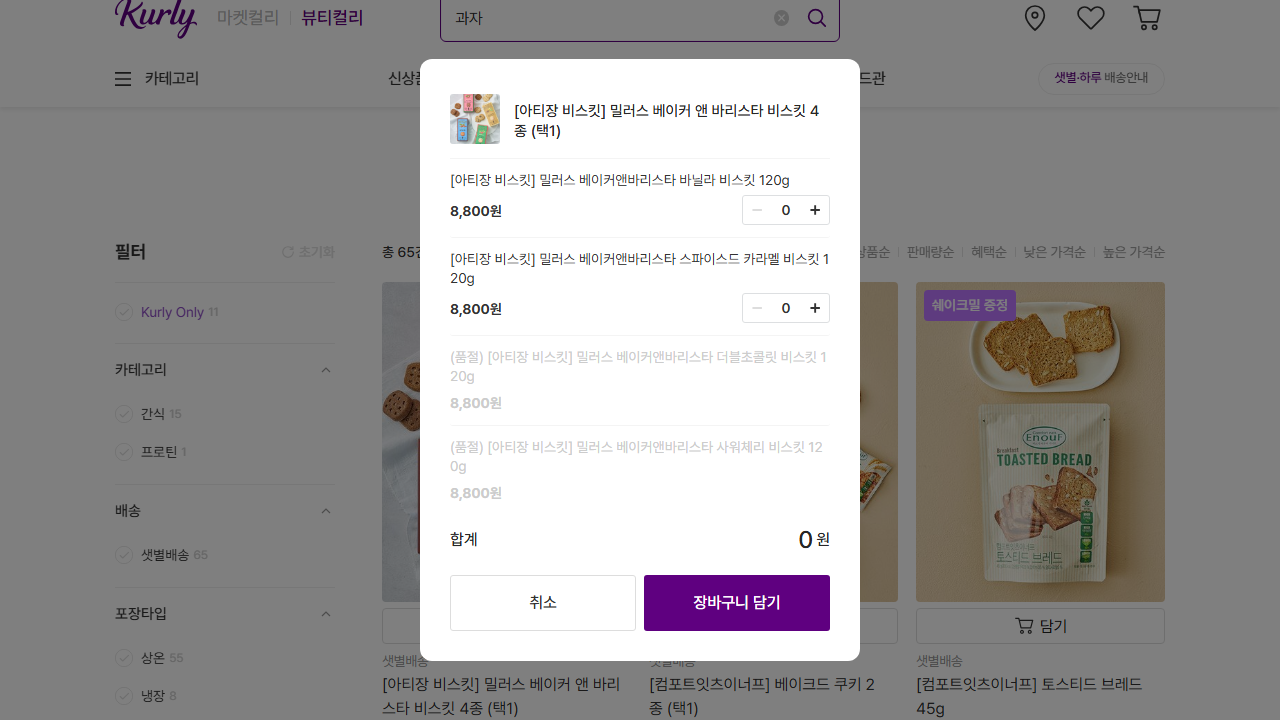 Kurly
마켓컬리
뷰티컬리
과자
카테고리
샛별·하루 배송안내
[아티장 비스킷] 밀러스 베이커 앤 바리스타 비스킷 4
종 (택1)
[아티장 비스킷] 밀러스 베이커앤바리스타 바닐라 비스킷 120g
8,800원
0
[아티장 비스킷] 밀러스 베이커앤바리스타 스파이스드 카라멜 비스킷 1
20g
8,800원
0
(품절) [아티장 비스킷] 밀러스 베이커앤바리스타 더블초콜릿 비스킷 1
20g
8,800원
(품절) [아티장 비스킷] 밀러스 베이커앤바리스타 사워체리 비스킷 12
0g
8,800원
합계
0 원
취소
장바구니 담기
필터
초기화
Kurly Only 11
카테고리
간식 15
프로틴 1
배송
샛별배송 65
포장타입
상온 55
냉장 8
총 65건
판매량순
혜택순
낮은 가격순
높은 가격순
쉐이크밀 증정
Enouf
Breakfast
TOASTED BREAD
토스티드 브레드
담기
샛별배송
[아티장 비스킷] 밀러스 베이커 앤 바리
스타 비스킷 4종 (택1)
샛별배송
[컴포트잇츠이너프] 베이크드 쿠키 2
종 (택1)
샛별배송
[컴포트잇츠이너프] 토스티드 브레드
45g